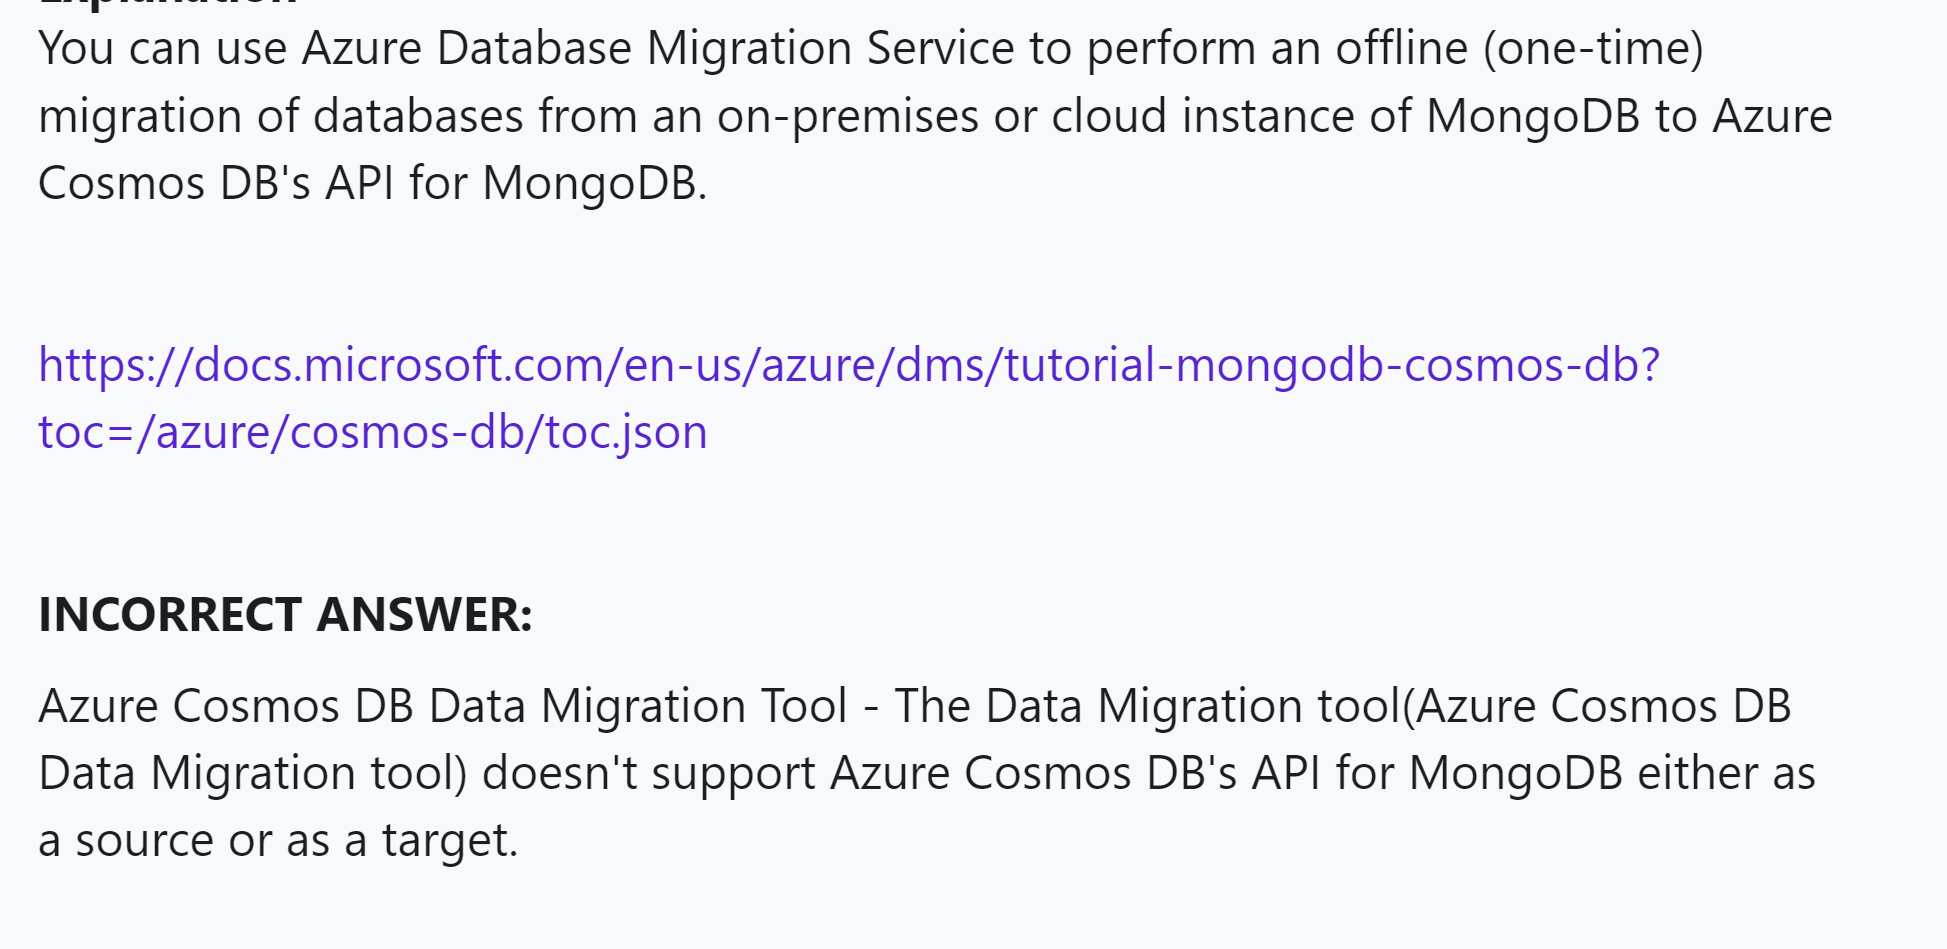 Explanation
You can use Azure Database Migration Service to perform an offline (one-time)
migration of databases from an on-premises or cloud instance of MongoDB to Azure
Cosmos DB's API for MongoDB.
https://docs.microsoft.com/en-us/azure/dms/tutorial-mongodb-cosmos-db?
toc=/azure/cosmos-db/toc.json
INCORRECT ANSWER:
Azure Cosmos DB Data Migration Tool - The Data Migration tool(Azure Cosmos DB
Data Migration tool) doesn't support Azure Cosmos DB's API for MongoDB either as
a source or as a target.